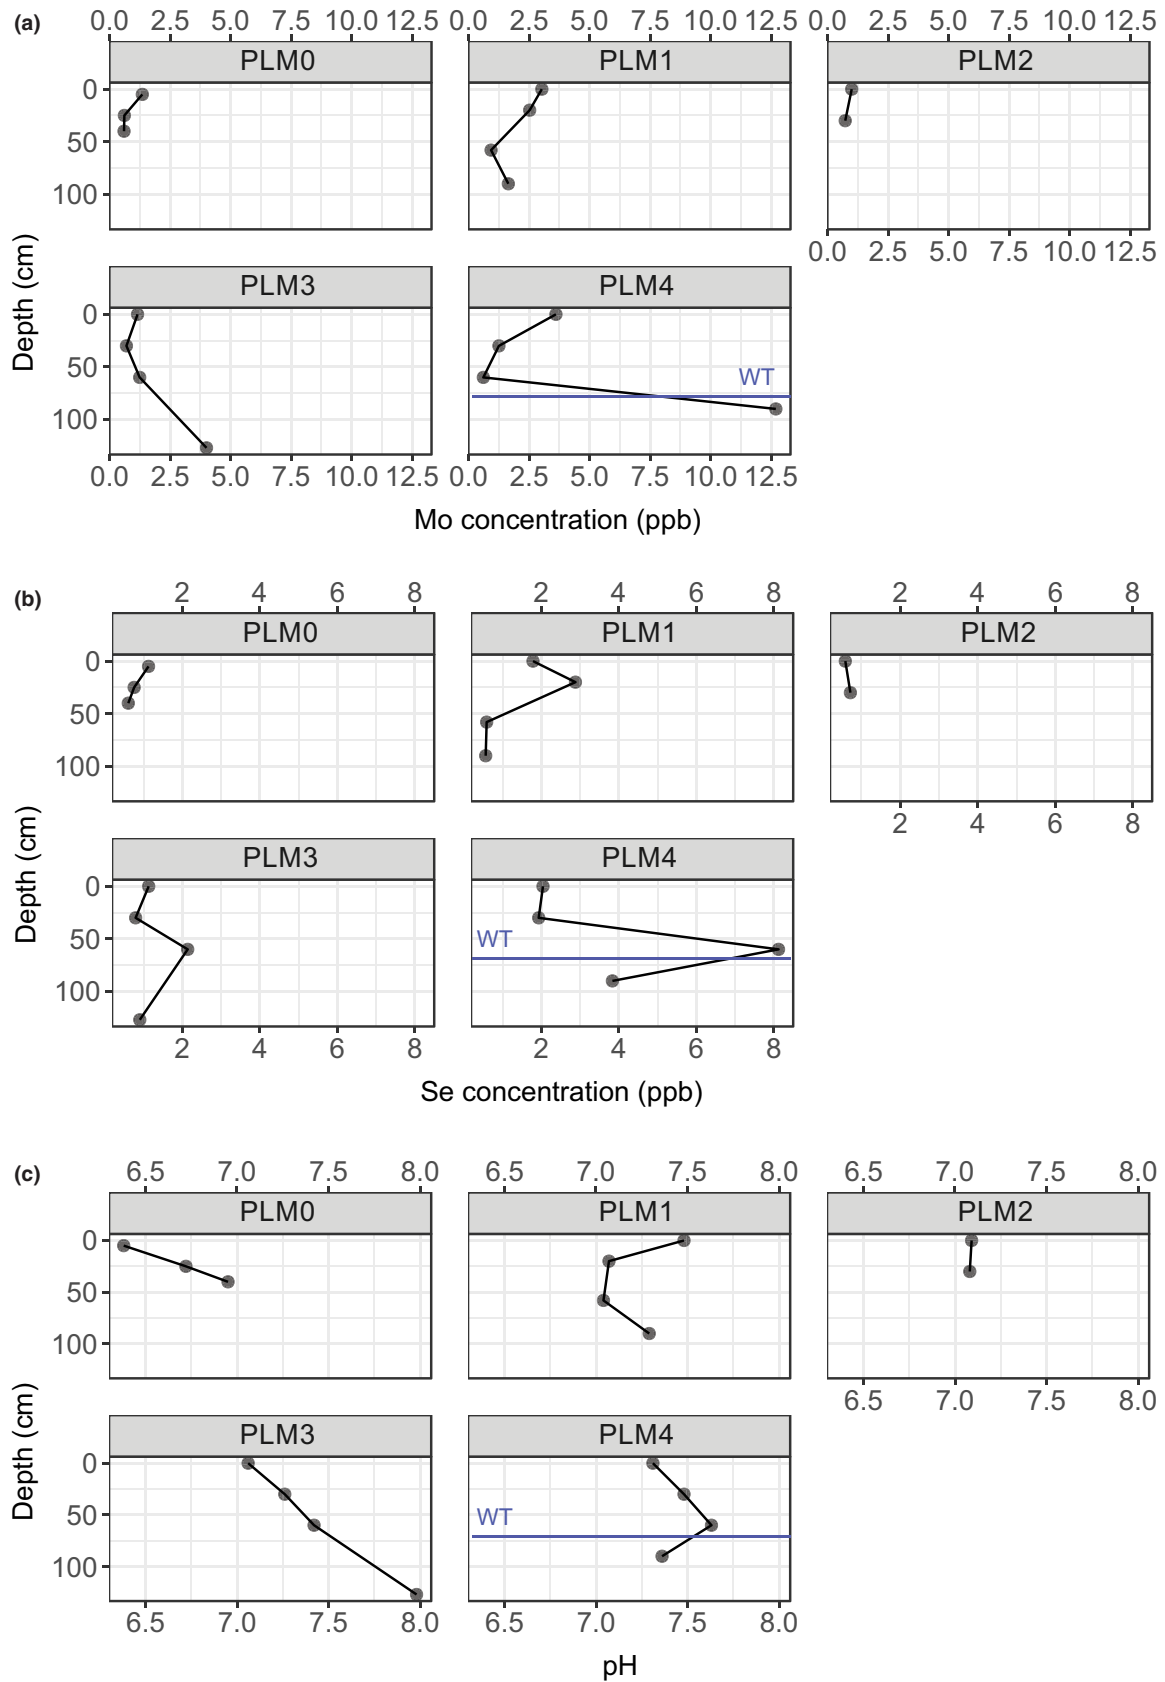 (a)
0.0 2.5 5.0 7.5 10.0 12.5 0.0 2.5 5.0 7.5 10.0 12.5 0.0 2.5 5.0 7.5 10.0 12.5
PLM0 PLM1 PLM2
0
50
100
0.0 2.5 5.0 7.5 10.0 12.5
Depth (cm)
PLM3 PLM4
0
50
100
WT
0.0 2.5 5.0 7.5 10.0 12.5 0.0 2.5 5.0 7.5 10.0 12.5
Mo concentration (ppb)
(b)
2 4 6 8 2 4 6 8 2 4 6 8
PLM0 PLM1 PLM2
0
50
100
2 4 6 8
Depth (cm)
PLM3 PLM4
0
50
100
WT
2 4 6 8 2 4 6 8
Se concentration (ppb)
(c)
6.5 7.0 7.5 8.0 6.5 7.0 7.5 8.0 6.5 7.0 7.5 8.0
PLM0 PLM1 PLM2
0
50
100
6.5 7.0 7.5 8.0
Depth (cm)
PLM3 PLM4
0
50
100
WT
6.5 7.0 7.5 8.0 6.5 7.0 7.5 8.0
pH